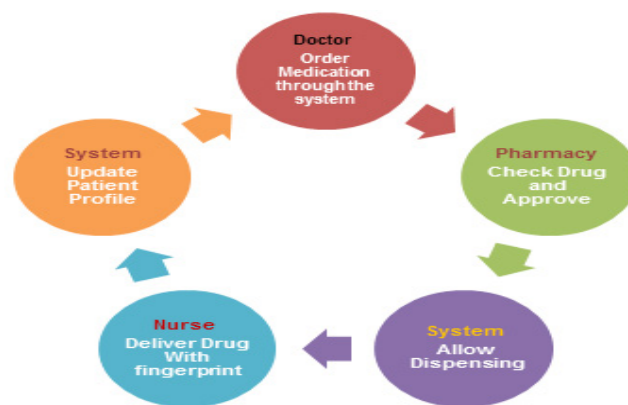 Doctor
Order
Medication
through the
system
Pharmacy
Check Drug
and
Approve
System
Allow
Dispensing
Nurse
Deliver Drug
With
fingerprint
System
Update
Patient
Profile